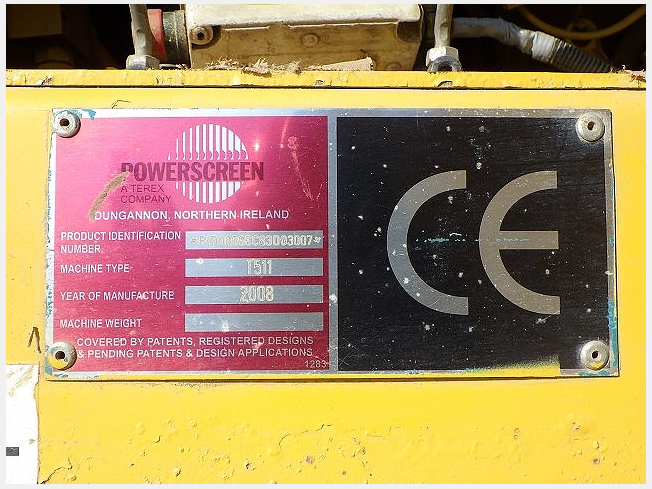 POWERSCREEN
A TEREX
COMPANY
DUNGANNON, NORTHERN IRELAND
PRODUCT IDENTIFICATION
NUMBER
MACHINE TYPE T511
YEAR OF MANUFACTURE 2008
MACHINE WEIGHT
COVERED BY PATENTS, REGISTERED DESIGNS
& PENDING PATENTS & DESIGN APPLICATIONS
1283
CE